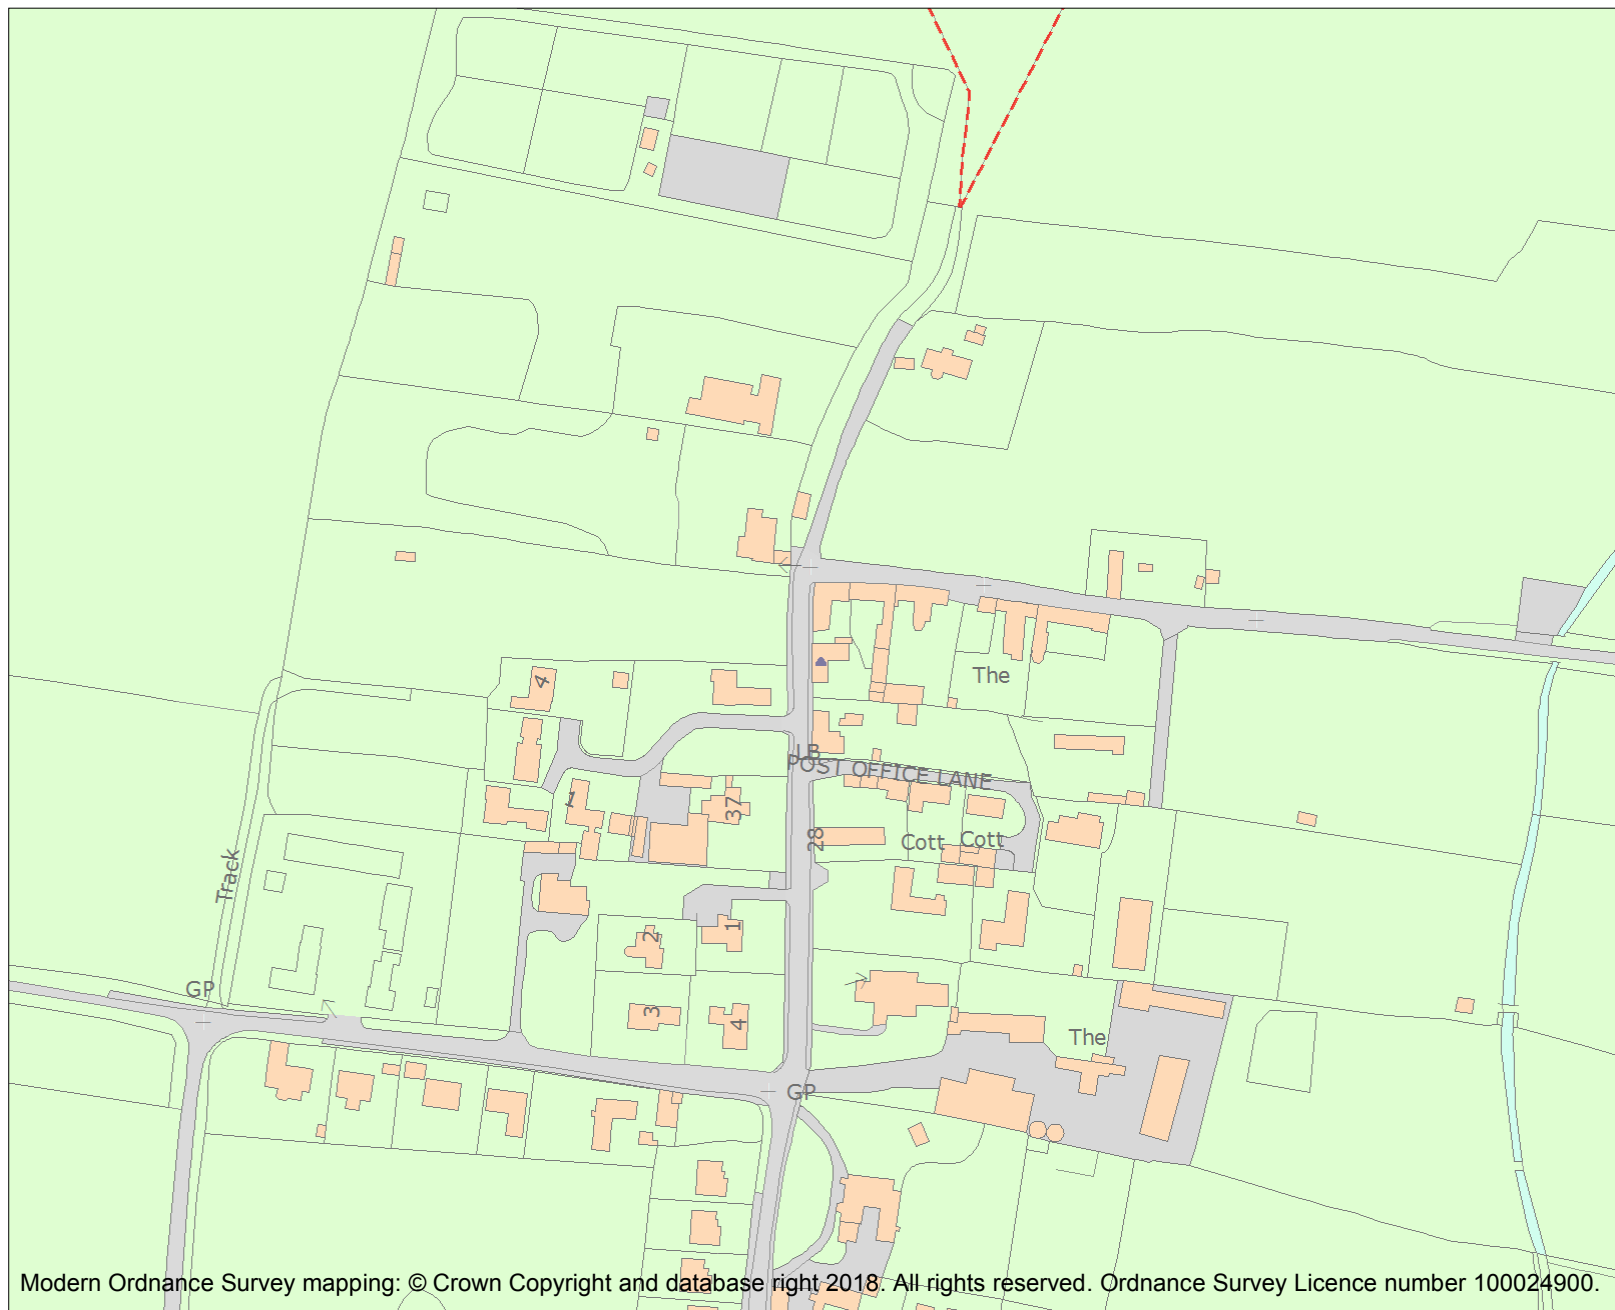 The
4
LB
POST OFFICE LANE
1
37
28
Cott
Cott
Track
1
2
GP
3
4
The
GP
Modern Ordnance Survey mapping: © Crown Copyright and database right 2018. All rights reserved. Ordnance Survey Licence number 100024900.